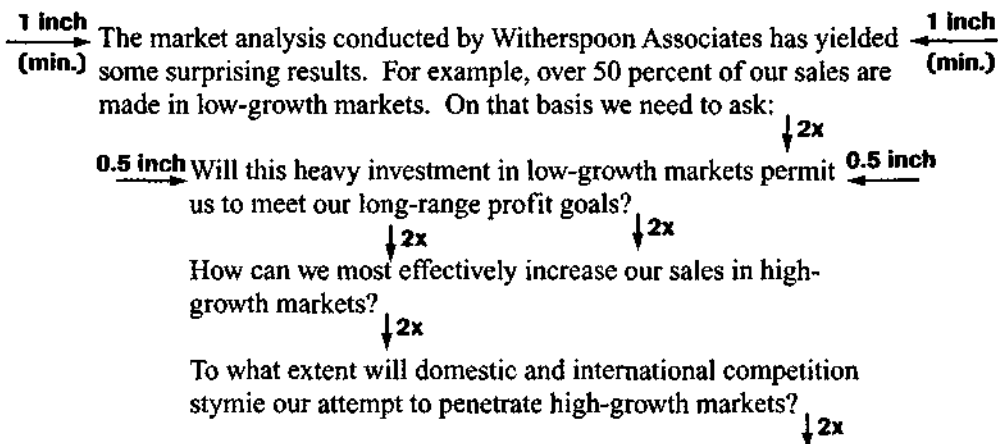 1 inch
(min.)
The market analysis conducted by Witherspoon Associates has yielded
1 inch
(min.)
some surprising results. For example, over 50 percent of our sales are
made in low-growth markets. On that basis we need to ask:
2x
0.5 inch
Will this heavy investment in low-growth markets permit
0.5 inch
us to meet our long-range profit goals?
2x
2x
How can we most effectively increase our sales in high-
growth markets?
2x
To what extent will domestic and international competition
stymie our attempt to penetrate high-growth markets?
2x